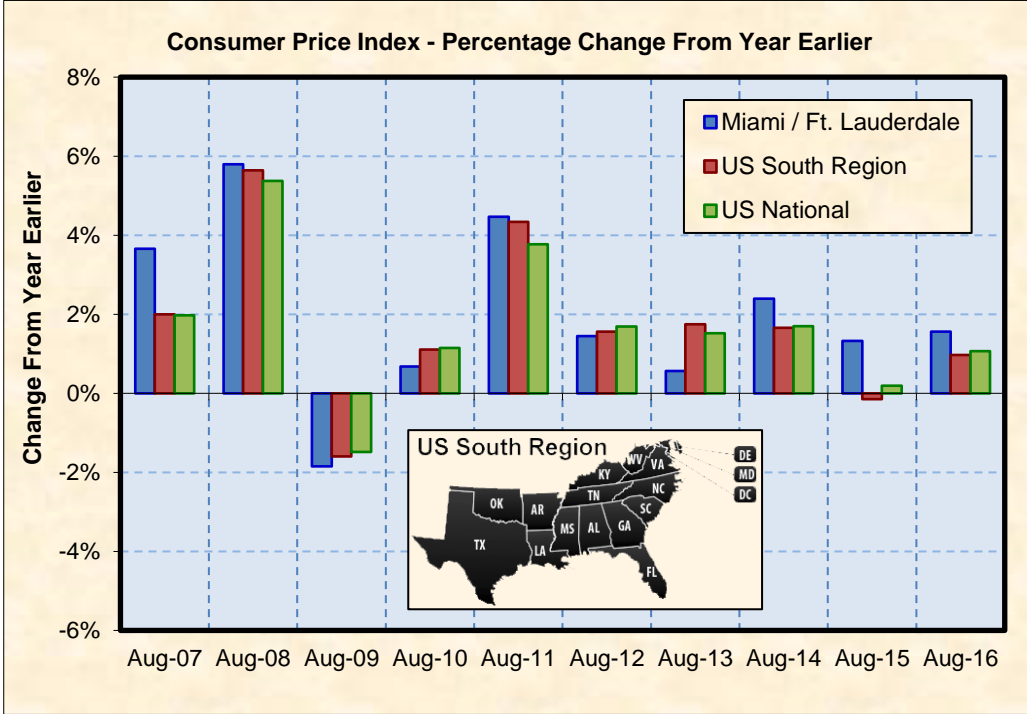 Consumer Price Index - Percentage Change From Year Earlier
Change From Year Earlier
8%
6%
4%
2%
0%
-2%
-4%
-6%
Miami / Ft. Lauderdale
US South Region
US National
US South Region
WV
VA
DE
MD
DC
KY
NC
TN
OK
AR
SC
MS
AL
GA
TX
LA
FL
Aug-07 Aug-08 Aug-09 Aug-10 Aug-11 Aug-12 Aug-13 Aug-14 Aug-15 Aug-16